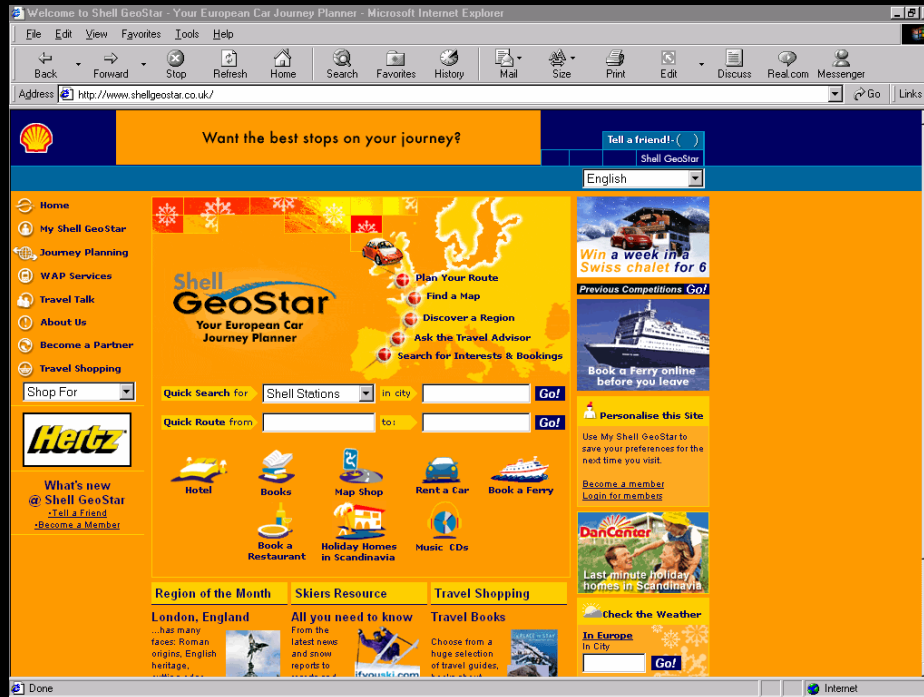 Welcome to Shell GeoStar - Your European Car Journey Planner - Microsoft Internet Explorer
File Edit View Favorites Tools Help
Back Forward Stop Refresh Home Search Favorites History Mail Size Print Edit Discuss Real.com Messenger
Address http://www.shellgeostar.co.uk/ Go Links
Want the best stops on your journey?
Tell a friend!-( )
Shell GeoStar
English
Home
My Shell GeoStar
Journey Planning
WAP Services
Travel Talk
About Us
Become a Partner
Travel Shopping
Shop For
Hertz
What's new
@ Shell GeoStar
•Tell a Friend
•Become a Member
Shell
GeoStar
Your European Car
Journey Planner
Plan Your Route
Find a Map
Discover a Region
Ask the Travel Advisor
Search for Interests & Bookings
Quick Search for Shell Stations in city Go!
Quick Route from to: Go!
Hotel
Books
Map Shop
Rent a Car
Book a Ferry
Book a
Restaurant
Holiday Homes
in Scandinavia
Music CDs
Region of the Month
London, England
...has many
faces: Roman
origins, English
heritage,
Skiers Resource
All you need to know
From the
latest news
and snow
reports to
ifyouski.com
Travel Shopping
Travel Books
Choose from a
huge selection
of travel guides,
Win a week in a
Swiss chalet for 6
Previous Competitions Go!
Book a Ferry online
before you leave
Personalise this Site
Use My Shell GeoStar to
save your preferences for the
next time you visit.
Become a member
Login for members
DanCenter
Last minute holiday
homes in Scandinavia
Check the Weather
In Europe
In City
Go!
Done
Internet